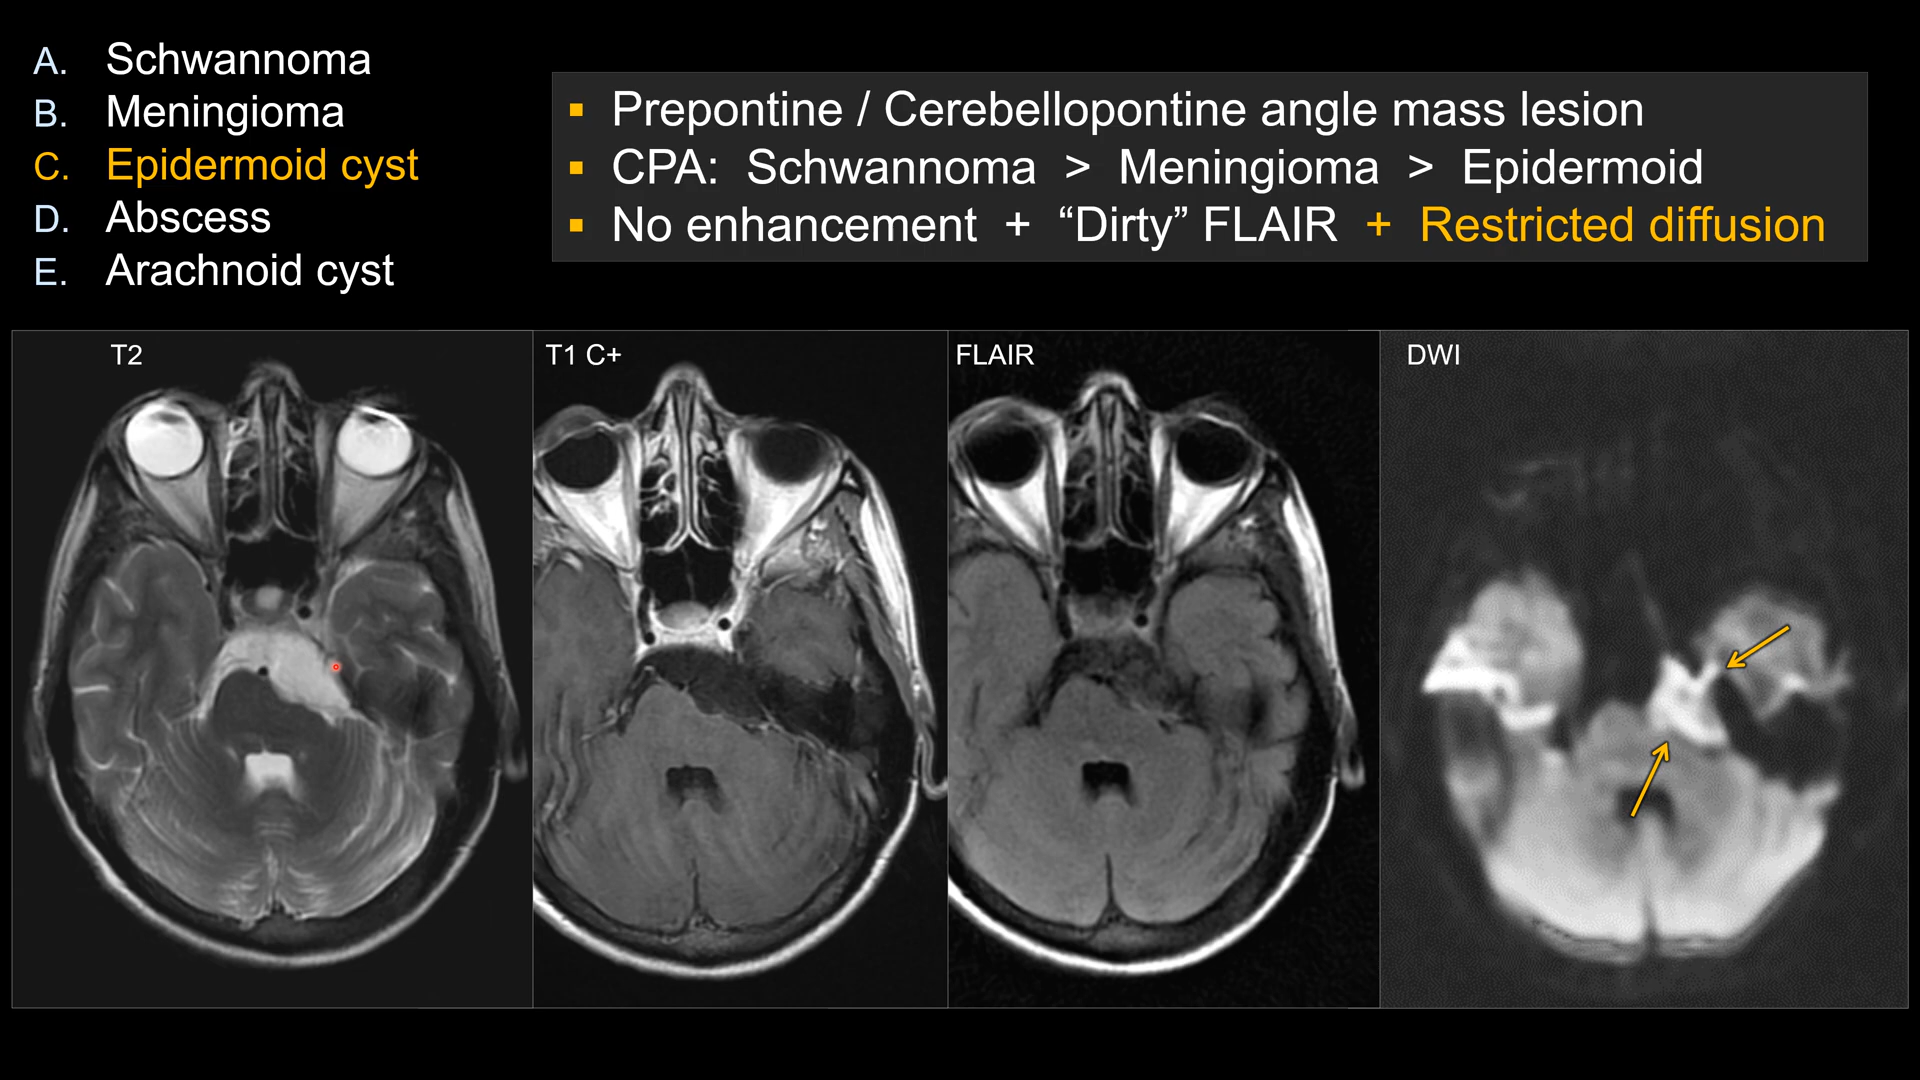 A. Schwannoma
B. Meningioma
C. Epidermoid cyst
D. Abscess
E. Arachnoid cyst
▪ Prepontine / Cerebellopontine angle mass lesion
▪ CPA: Schwannoma > Meningioma > Epidermoid
▪ No enhancement + “Dirty” FLAIR + Restricted diffusion
T2
T1 C+
FLAIR
DWI